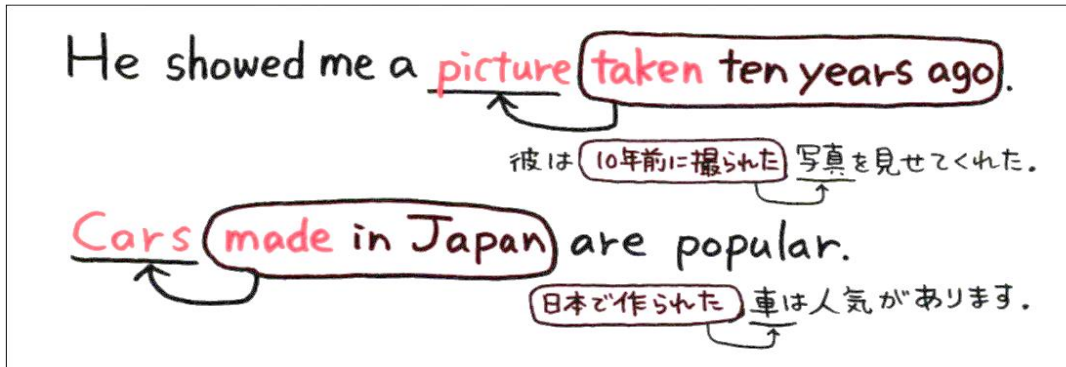 He showed me a picture taken ten years ago.
彼は10年前に撮られた写真を見せてくれた.
Cars made in Japan are popular.
日本で作られた車は人気があります.